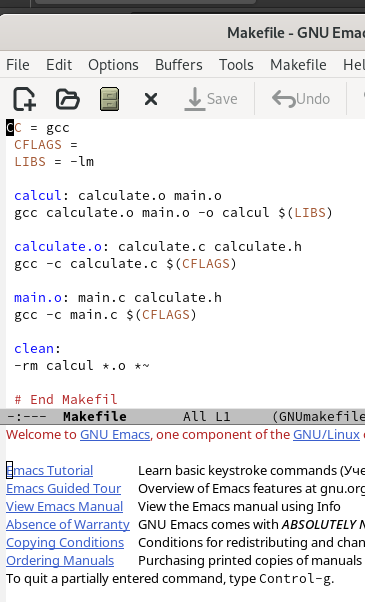 Makefile - GNU Emac
File Edit Options Buffers Tools Makefile Hel
Save Undo
CC = gcc
CFLAGS =
LIBS = -lm
calcul: calculate.o main.o
gcc calculate.o main.o -o calcul $(LIBS)
calculate.o: calculate.c calculate.h
gcc -c calculate.c $(CFLAGS)
main.o: main.c calculate.h
gcc -c main.c $(CFLAGS)
clean:
-rm calcul *.o *~
# End Makefil
-:--- Makefile All L1 (GNUmakefile
Welcome to GNU Emacs, one component of the GNU/Linux
Emacs Tutorial Learn basic keystroke commands (Уче
Emacs Guided Tour Overview of Emacs features at gnu.org
View Emacs Manual View the Emacs manual using Info
Absence of Warranty GNU Emacs comes with ABSOLUTELY N
Copying Conditions Conditions for redistributing and chan
Ordering Manuals Purchasing printed copies of manuals
To quit a partially entered command, type Control-g.